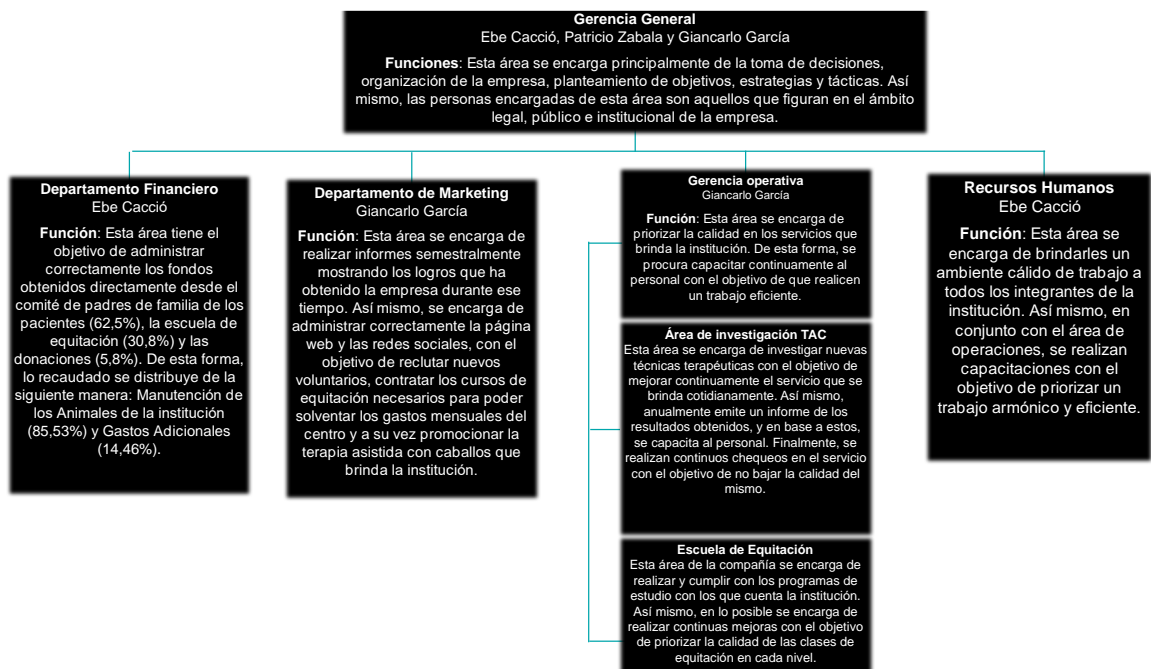 Gerencia General
Ebe Cacció, Patricio Zabala y Giancarlo García
Funciones: Esta área se encarga principalmente de la toma de decisiones,
organización de la empresa, planteamiento de objetivos, estrategias y tácticas. Así
mismo, las personas encargadas de esta área son aquellos que figuran en el ámbito
legal, público e institucional de la empresa.
Departamento Financiero
Ebe Cacció
Función: Esta área tiene el
objetivo de administrar
correctamente los fondos
obtenidos directamente desde el
comité de padres de familia de los
pacientes (62,5%), la escuela de
equitación (30,8%) y las
donaciones (5,8%). De esta forma,
lo recaudado se distribuye de la
siguiente manera: Manutención de
los Animales de la institución
(85,53%) y Gastos Adicionales
(14,46%).
Departamento de Marketing
Giancarlo García
Función: Esta área se encarga de
realizar informes semestralmente
mostrando los logros que ha
obtenido la empresa durante ese
tiempo. Así mismo, se encarga de
administrar correctamente la página
web y las redes sociales, con el
objetivo de reclutar nuevos
voluntarios, contratar los cursos de
equitación necesarios para poder
solventar los gastos mensuales del
centro y a su vez promocionar la
terapia asistida con caballos que
brinda la institución.
Gerencia operativa
Giancarlo García
Función: Esta área se encarga de
priorizar la calidad en los servicios que
brinda la institución. De esta forma, se
procura capacitar continuamente al
personal con el objetivo de que realicen
un trabajo eficiente.
Área de investigación TAC
Esta área se encarga de investigar nuevas
técnicas terapéuticas con el objetivo de
mejorar continuamente el servicio que se
brinda cotidianamente. Así mismo,
anualmente emite un informe de los
resultados obtenidos, y en base a estos,
se capacita al personal. Finalmente, se
realizan continuos chequeos en el servicio
con el objetivo de no bajar la calidad del
mismo.
Escuela de Equitación
Esta área de la compañía se encarga de
realizar y cumplir con los programas de
estudio con los que cuenta la institución.
Así mismo, en lo posible se encarga de
realizar continuas mejoras con el objetivo
de priorizar la calidad de las clases de
equitación en cada nivel.
Recursos Humanos
Ebe Cacció
Función: Esta área se
encarga de brindarles un
ambiente cálido de trabajo a
todos los integrantes de la
institución. Así mismo, en
conjunto con el área de
operaciones, se realizan
capacitaciones con el
objetivo de priorizar un
trabajo armónico y eficiente.